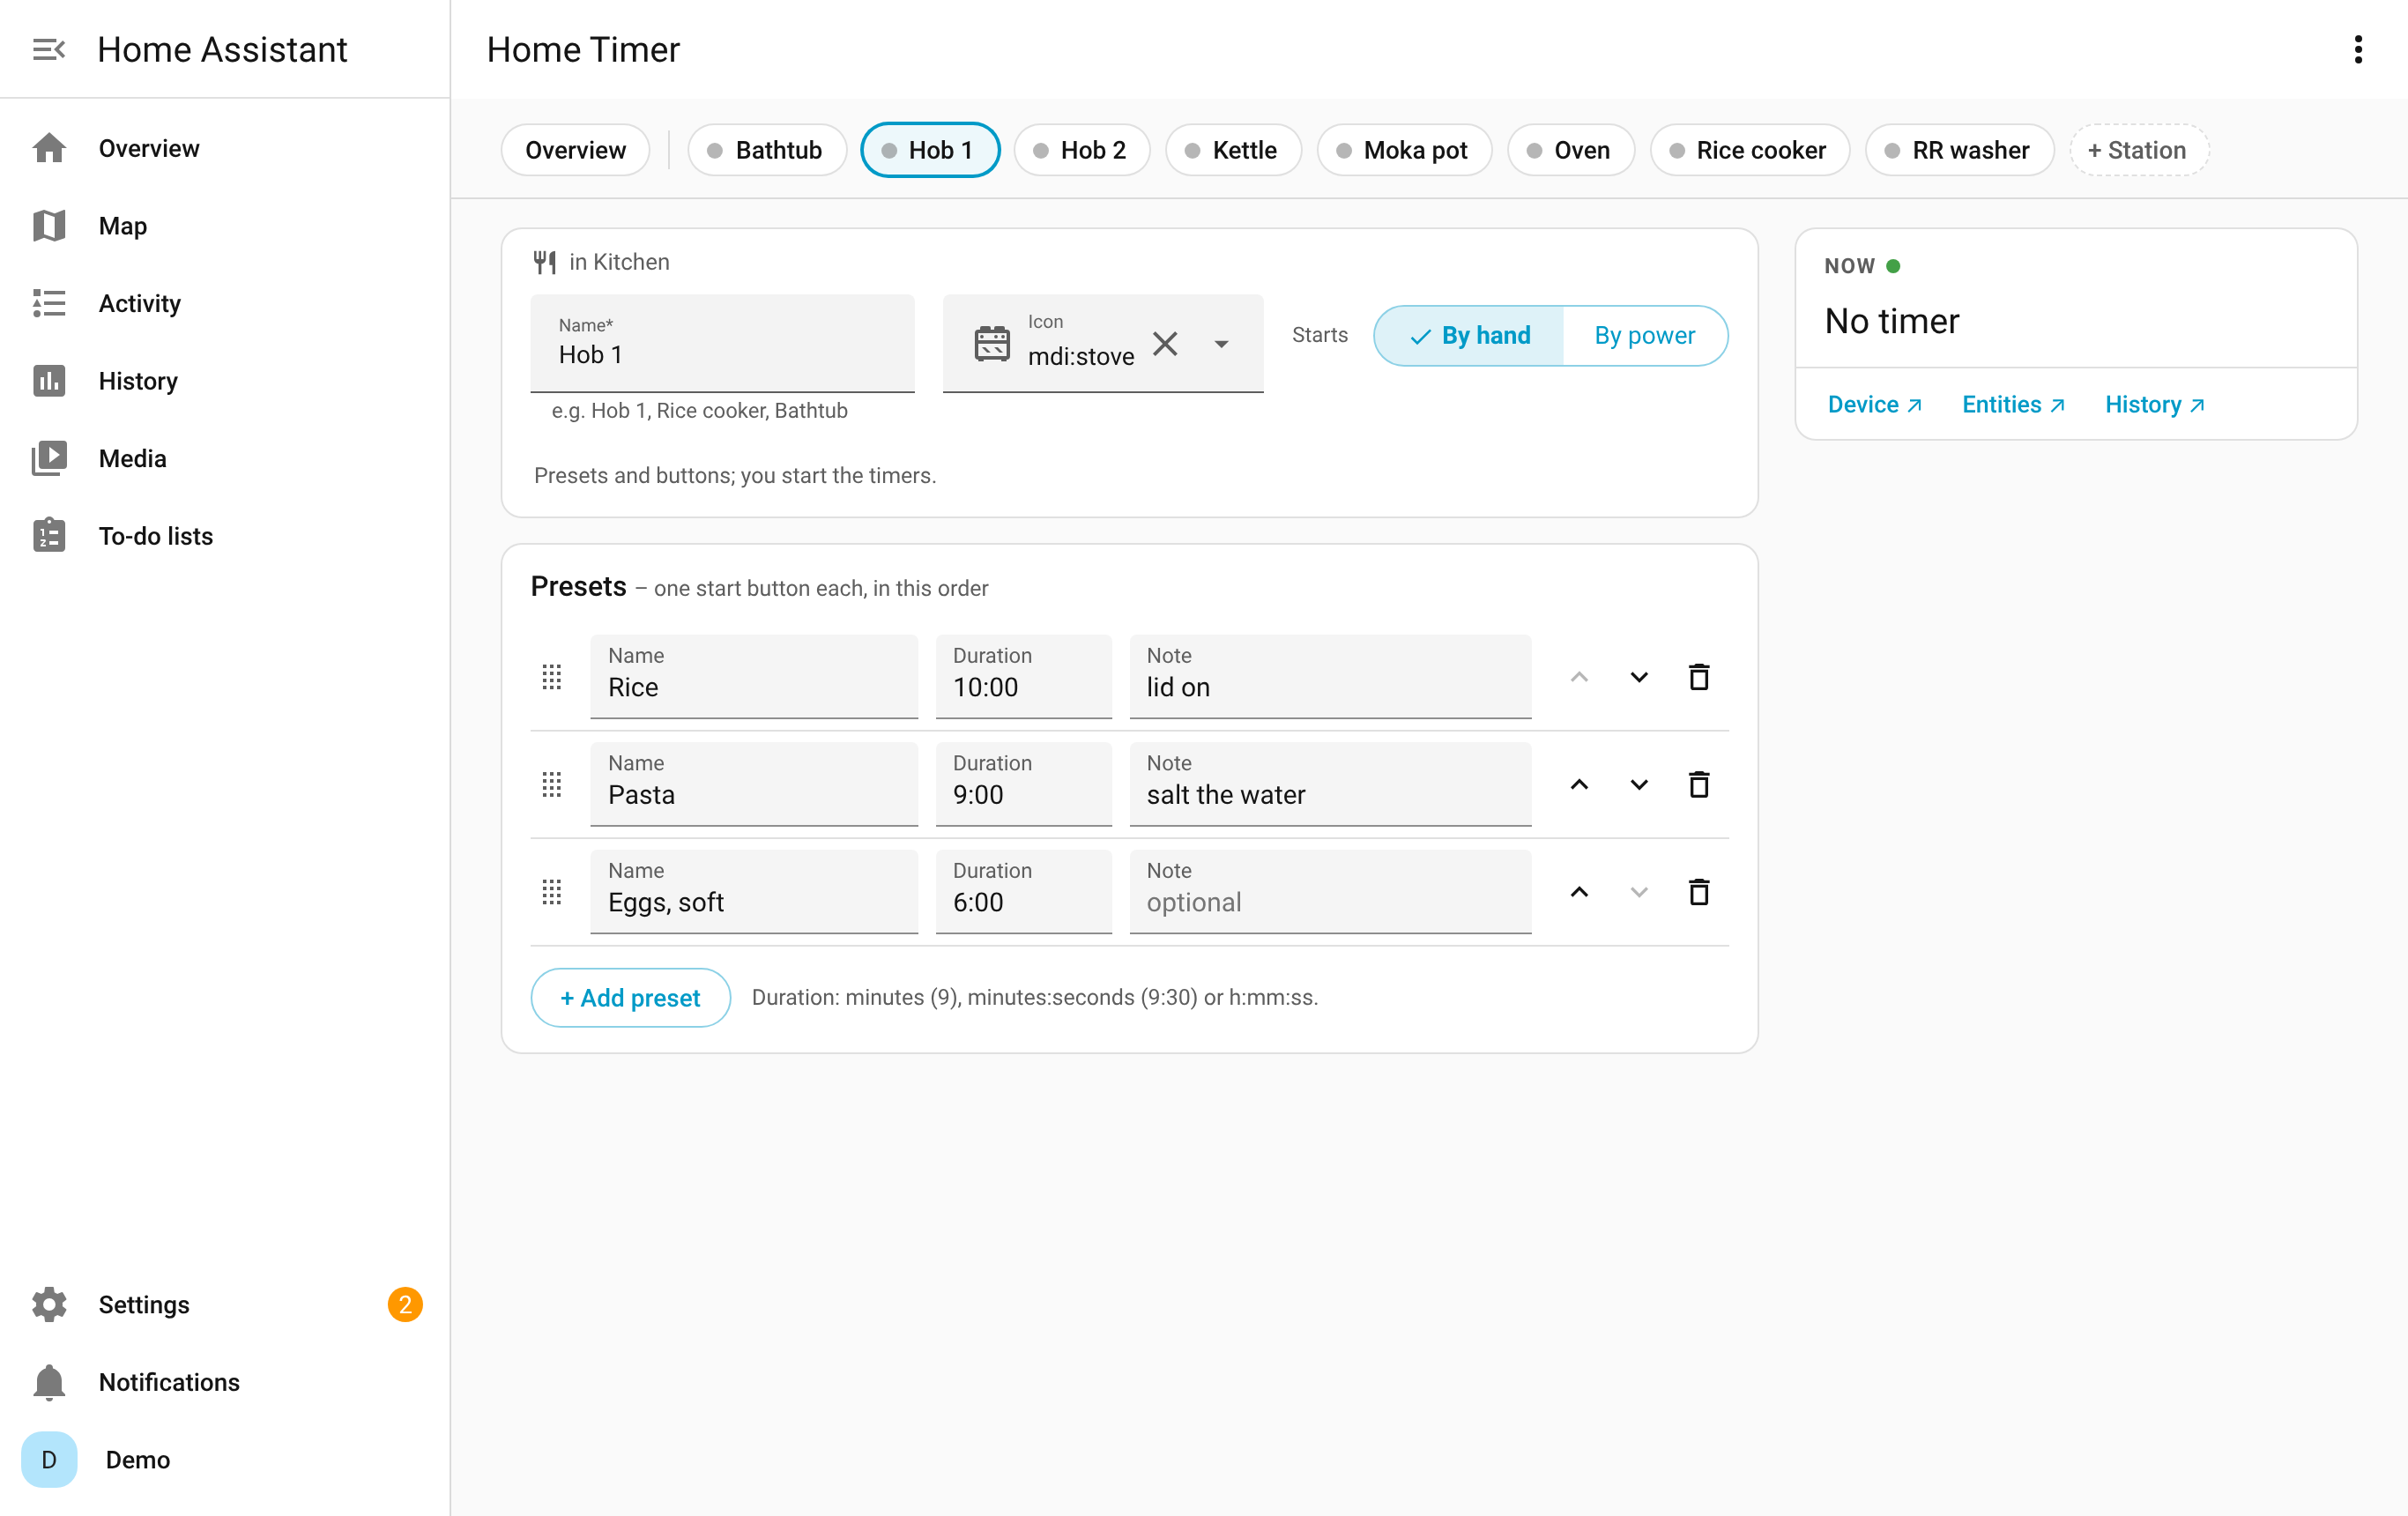 Home Assistant
Overview
Map
Activity
History
Media
To-do lists
Settings 2
Notifications
D Demo
Home Timer
Overview Bathtub Hob 1 Hob 2 Kettle Moka pot Oven Rice cooker RR washer + Station
in Kitchen
Name*
Hob 1
e.g. Hob 1, Rice cooker, Bathtub
Icon
mdi:stove
Starts By hand By power
Presets and buttons; you start the timers.
Presets – one start button each, in this order
Name Duration Note
Rice 10:00 lid on
Name Duration Note
Pasta 9:00 salt the water
Name Duration Note
Eggs, soft 6:00 optional
+ Add preset Duration: minutes (9), minutes:seconds (9:30) or h:mm:ss.
NOW
No timer
Device Entities History